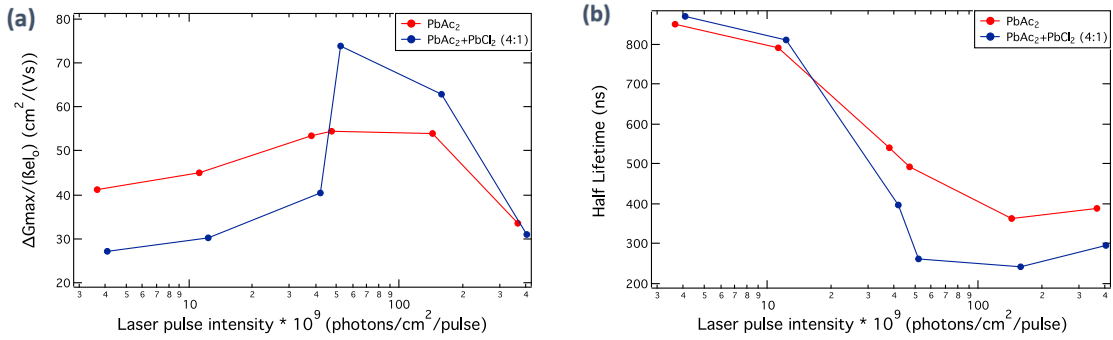 (a)
80
70
60
50
40
30
20
ΔGmax/(ßeI₀) (cm²/(Vs)
PbAc₂
PbAc₂+PbCl₂ (4:1)
3 4 5 6 7 8 9 10 2 3 4 5 6 7 8 9 100 2 3 4
Laser pulse intensity * 10⁹ (photons/cm²/pulse)
(b)
800
700
600
500
400
300
200
Half Lifetime (ns)
PbAc₂
PbAc₂+PbCl₂ (4:1)
3 4 5 6 7 8 9 10 2 3 4 5 6 7 8 9 100 2 3 4
Laser pulse intensity * 10⁹ (photons/cm²/pulse)